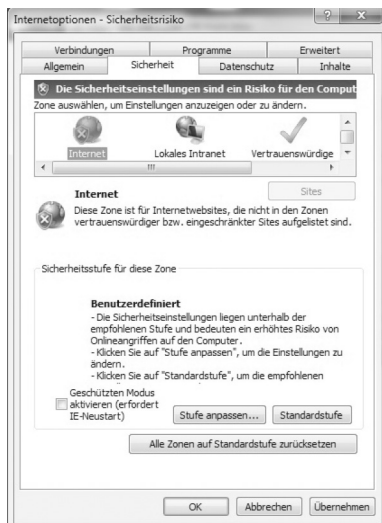 Internetoptionen - Sicherheitsrisiko
Verbindungen Programme Erweitert
Allgemein Sicherheit Datenschutz Inhalte
Die Sicherheitseinstellungen sind ein Risiko für den Comput
Zone auswählen, um Einstellungen anzuzeigen oder zu ändern.
Internet Lokales Intranet Vertrauenswürdige
Internet
Sites
Diese Zone ist für Internetwebsites, die nicht in den Zonen
vertrauenswürdiger bzw. eingeschränkter Sites aufgelistet sind.
Sicherheitsstufe für diese Zone
Benutzerdefiniert
- Die Sicherheitseinstellungen liegen unterhalb der
empfohlenen Stufe und bedeuten ein erhöhtes Risiko von
Onlineangriffen auf den Computer.
- Klicken Sie auf "Stufe anpassen", um die Einstellungen zu
ändern.
- Klicken Sie auf "Standardstufe", um die empfohlenen
Geschützten Modus
aktivieren (erfordert
IE-Neustart)
Stufe anpassen... Standardstufe
Alle Zonen auf Standardstufe zurücksetzen
OK Abbrechen Übernehmen